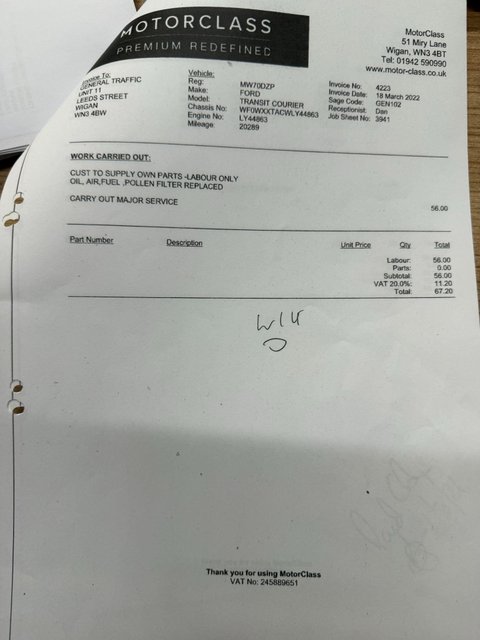 MOTORCLASS
PREMIUM REDEFINED
MotorClass
51 Miry Lane
Wigan, WN3 4BT
Tel: 01942 590990
www.motor-class.co.uk
Invoice To:
GENERAL TRAFFIC
UNIT 11
LEEDS STREET
WIGAN
WN3 4BW
Vehicle:
Reg: MW70DZP
Make: FORD
Model: TRANSIT COURIER
Chassis No: WF0WXXTACWLY44863
Engine No: LY44863
Mileage: 20289
Invoice No: 4223
Invoice Date: 18 March 2022
Sage Code: GEN102
Receptionist: Dan
Job Sheet No: 3941
WORK CARRIED OUT:
CUST TO SUPPLY OWN PARTS -LABOUR ONLY
OIL, AIR,FUEL ,POLLEN FILTER REPLACED
CARRY OUT MAJOR SERVICE
56.00
Part Number Description Unit Price Qty Total
Labour: 56.00
Parts: 0.00
Subtotal: 56.00
VAT 20.0%: 11.20
Total: 67.20
Thank you for using MotorClass
VAT No: 245889651